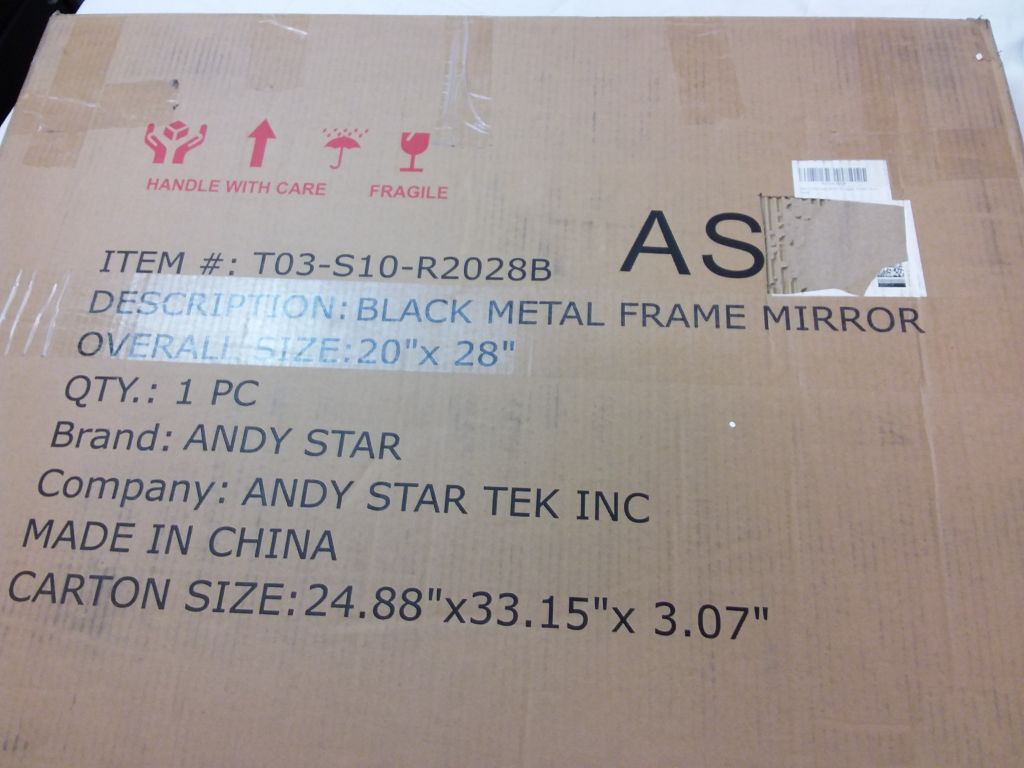 HANDLE WITH CARE FRAGILE
AS
ITEM #: T03-S10-R2028B
DESCRIPTION: BLACK METAL FRAME MIRROR
OVERALL SIZE:20"x 28"
QTY.: 1 PC
Brand: ANDY STAR
Company: ANDY STAR TEK INC
MADE IN CHINA
CARTON SIZE:24.88"x33.15"x 3.07"